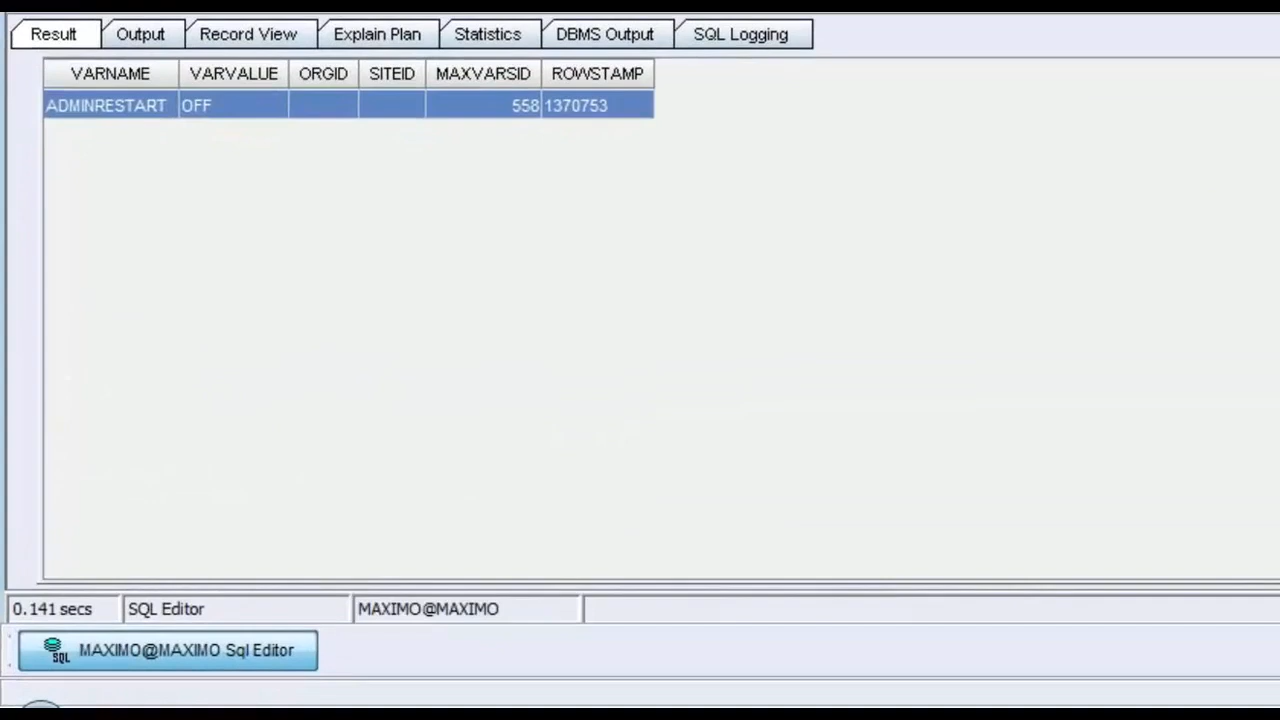 Result Output Record View Explain Plan Statistics DBMS Output SQL Logging
VARNAME VARVALUE ORGID SITEID MAXVARSID ROWSTAMP
ADMINRESTART OFF 558 1370753
0.141 secs SQL Editor MAXIMO@MAXIMO
SQL MAXIMO@MAXIMO Sql Editor